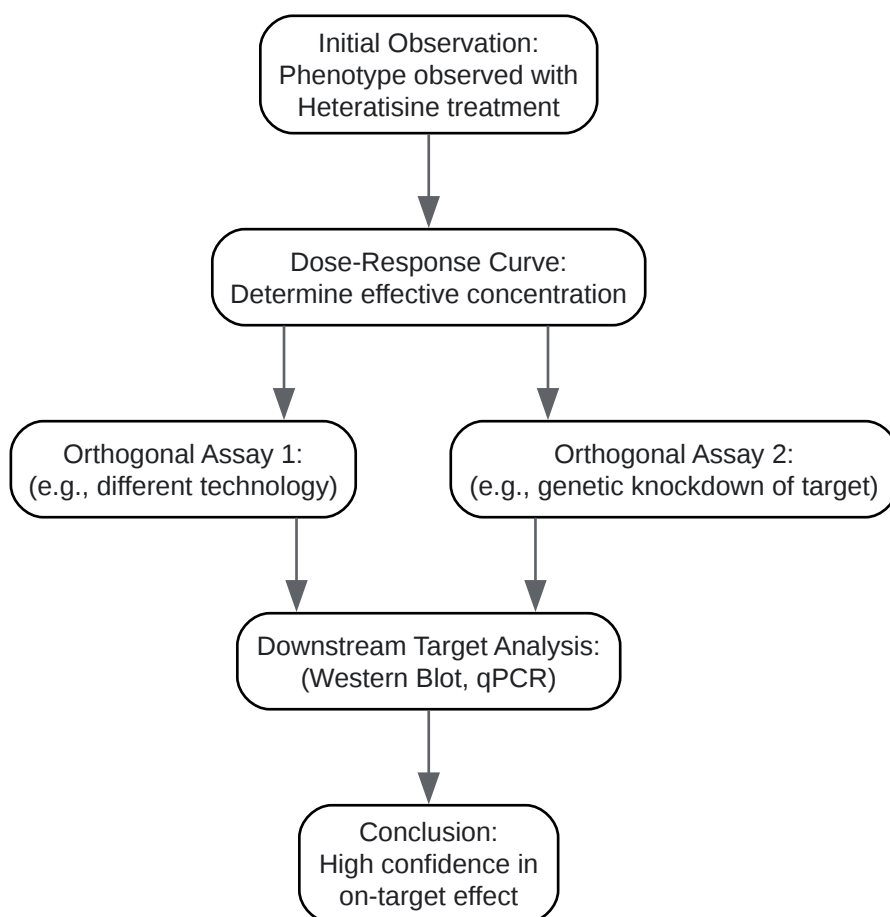 Initial Observation:
Phenotype observed with
Heteratisine treatment
Dose-Response Curve:
Determine effective concentration
Orthogonal Assay 1:
(e.g., different technology)
Orthogonal Assay 2:
(e.g., genetic knockdown of target)
Downstream Target Analysis:
(Western Blot, qPCR)
Conclusion:
High confidence in
on-target effect